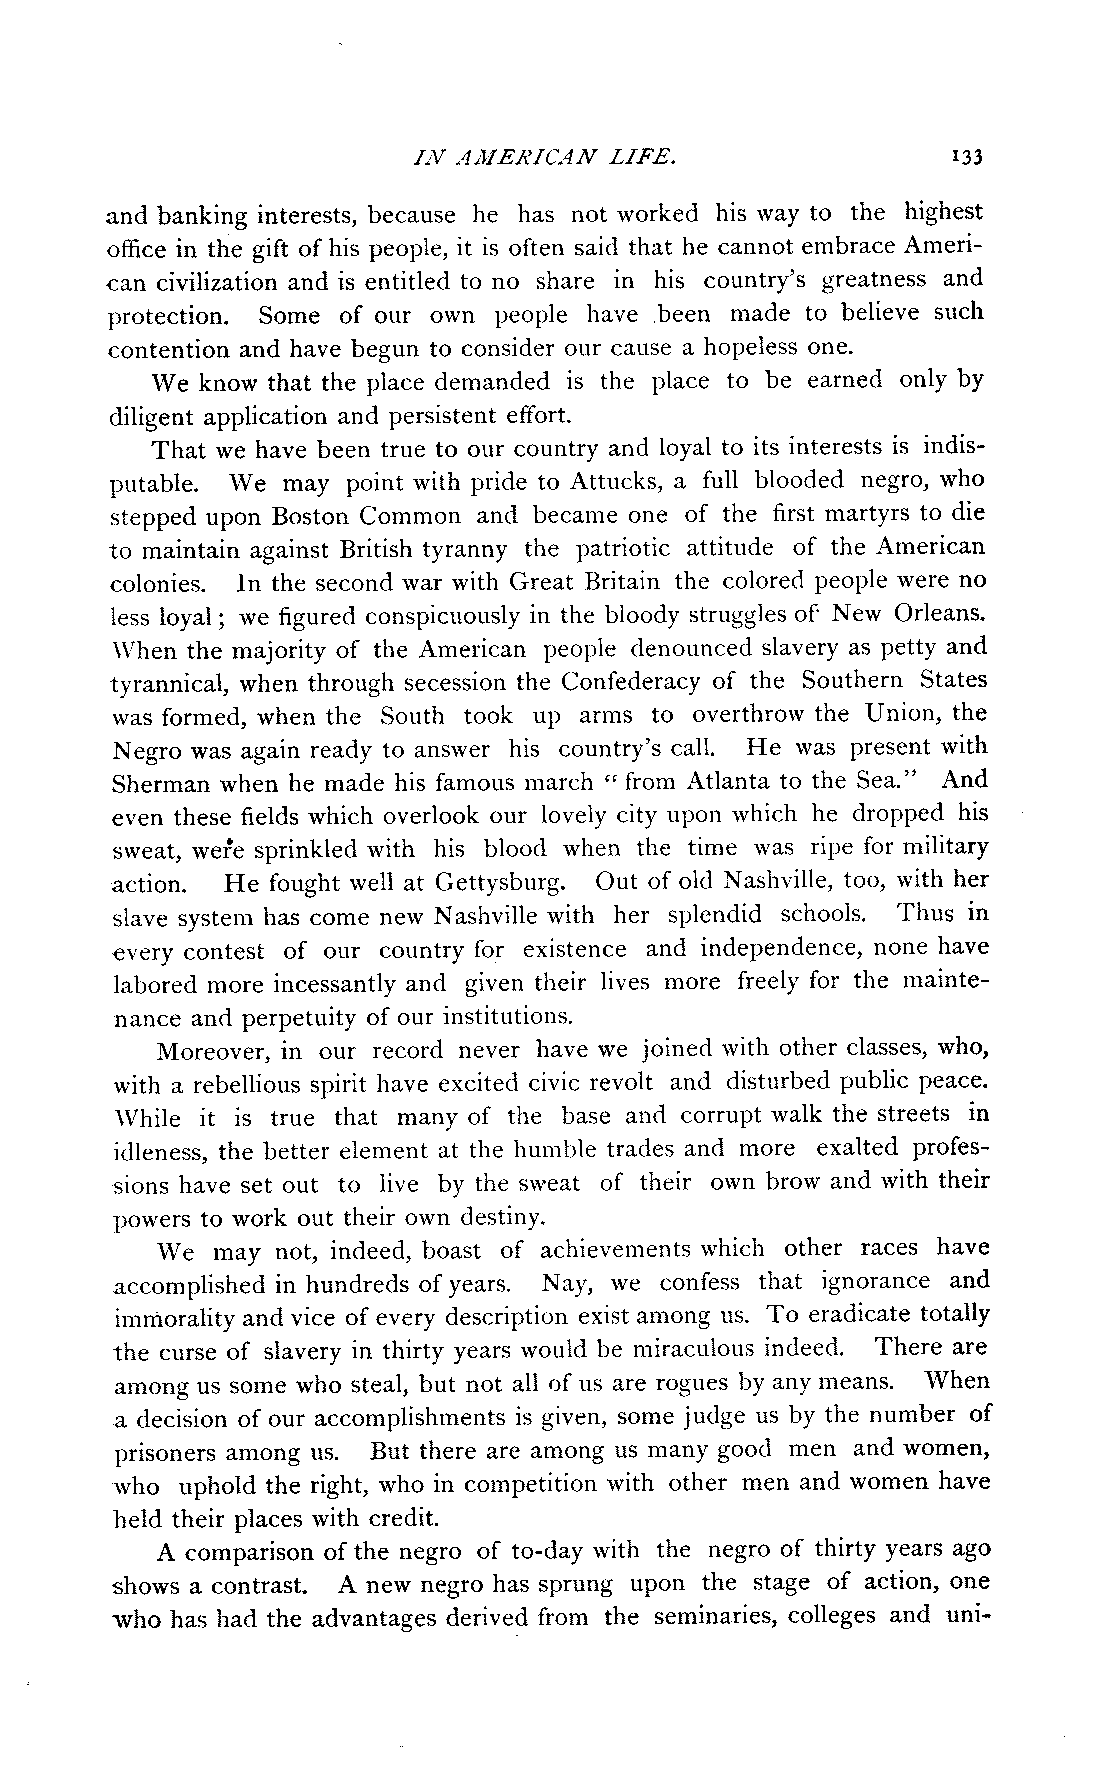 IN AMERICAN LIFE. 133
and banking interests, because he has not worked his way to the highest
office in the gift of his people, it is often said that he cannot embrace Ameri-
can civilization and is entitled to no share in his country's greatness and
protection. Some of our own people have been made to believe such
contention and have begun to consider our cause a hopeless one.
We know that the place demanded is the place to be earned only by
diligent application and persistent effort.
That we have been true to our country and loyal to its interests is indis-
putable. We may point with pride to Attucks, a full blooded negro, who
stepped upon Boston Common and became one of the first martyrs to die
to maintain against British tyranny the patriotic attitude of the American
colonies. In the second war with Great Britain the colored people were no
less loyal; we figured conspicuously in the bloody struggles of New Orleans.
When the majority of the American people denounced slavery as petty and
tyrannical, when through secession the Confederacy of the Southern States
was formed, when the South took up arms to overthrow the Union, the
Negro was again ready to answer his country's call. He was present with
Sherman when he made his famous march "from Atlanta to the Sea." And
even these fields which overlook our lovely city upon which he dropped his
sweat, were sprinkled with his blood when the time was ripe for military
action. He fought well at Gettysburg. Out of old Nashville, too, with her
slave system has come new Nashville with her splendid schools. Thus in
every contest of our country for existence and independence, none have
labored more incessantly and given their lives more freely for the mainte-
nance and perpetuity of our institutions.
Moreover, in our record never have we joined with other classes, who,
with a rebellious spirit have excited civic revolt and disturbed public peace.
While it is true that many of the base and corrupt walk the streets in
idleness, the better element at the humble trades and more exalted profes-
sions have set out to live by the sweat of their own brow and with their
powers to work out their own destiny.
We may not, indeed, boast of achievements which other races have
accomplished in hundreds of years. Nay, we confess that ignorance and
immorality and vice of every description exist among us. To eradicate totally
the curse of slavery in thirty years would be miraculous indeed. There are
among us some who steal, but not all of us are rogues by any means. When
a decision of our accomplishments is given, some judge us by the number of
prisoners among us. But there are among us many good men and women,
who uphold the right, who in competition with other men and women have
held their places with credit.
A comparison of the negro of to-day with the negro of thirty years ago
shows a contrast. A new negro has sprung upon the stage of action, one
who has had the advantages derived from the seminaries, colleges and uni-